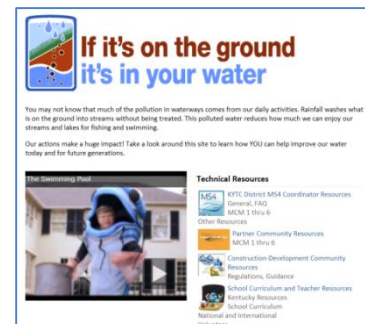 If it's on the ground
it's in your water
You may not know that much of the pollution in waterways comes from our daily activities. Rainfall washes what
is on the ground into streams without being treated. This polluted water reduces how much we can enjoy our
streams and lakes for fishing and swimming.
Our actions make a huge impact! Take a look around this site to learn how YOU can help improve our water
today and for future generations.
The Swimming Pool
Technical Resources
MS4
KYTC District MS4 Coordinator Resources
General, FAQ
MCM 1 thru 6
Other Resources
Partner Community Resources
MCM 1 thru 6
Construction-Development Community
Resources
Regulations, Guidance
School Curriculum and Teacher Resources
Kentucky Resources
School Curriculum
National and International